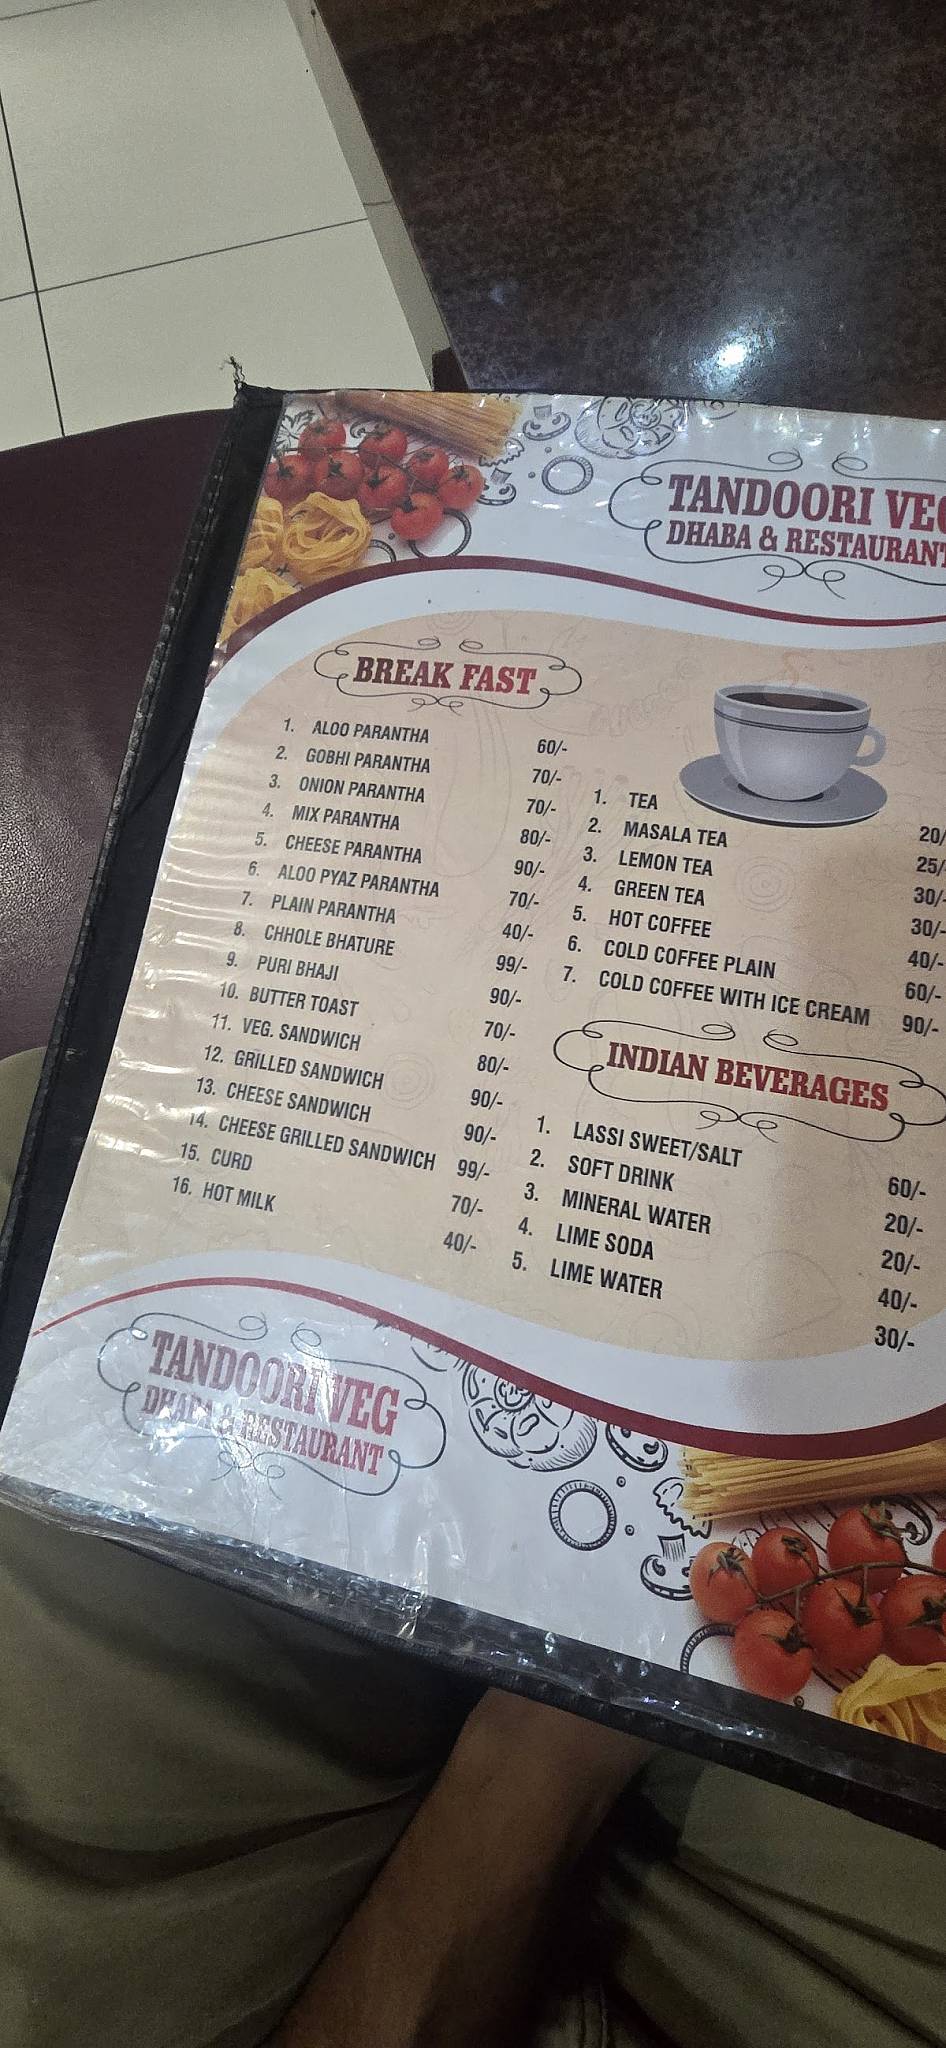 TANDOORI VEG
DHABA & RESTAURANT
BREAK FAST
1. ALOO PARANTHA 60/-
2. GOBHI PARANTHA 70/-
3. ONION PARANTHA 70/-
4. MIX PARANTHA 80/-
5. CHEESE PARANTHA 90/-
6. ALOO PYAZ PARANTHA 70/-
7. PLAIN PARANTHA 40/-
8. CHHOLE BHATURE 99/-
9. PURI BHAJI 90/-
10. BUTTER TOAST 70/-
11. VEG. SANDWICH 80/-
12. GRILLED SANDWICH 90/-
13. CHEESE SANDWICH 90/-
14. CHEESE GRILLED SANDWICH 99/-
15. CURD 70/-
16. HOT MILK 40/-
1. TEA 20/-
2. MASALA TEA 25/-
3. LEMON TEA 30/-
4. GREEN TEA 30/-
5. HOT COFFEE 40/-
6. COLD COFFEE PLAIN 60/-
7. COLD COFFEE WITH ICE CREAM 90/-
INDIAN BEVERAGES
1. LASSI SWEET/SALT 60/-
2. SOFT DRINK 20/-
3. MINERAL WATER 20/-
4. LIME SODA 40/-
5. LIME WATER 30/-
TANDOORI VEG
DHABA & RESTAURANT